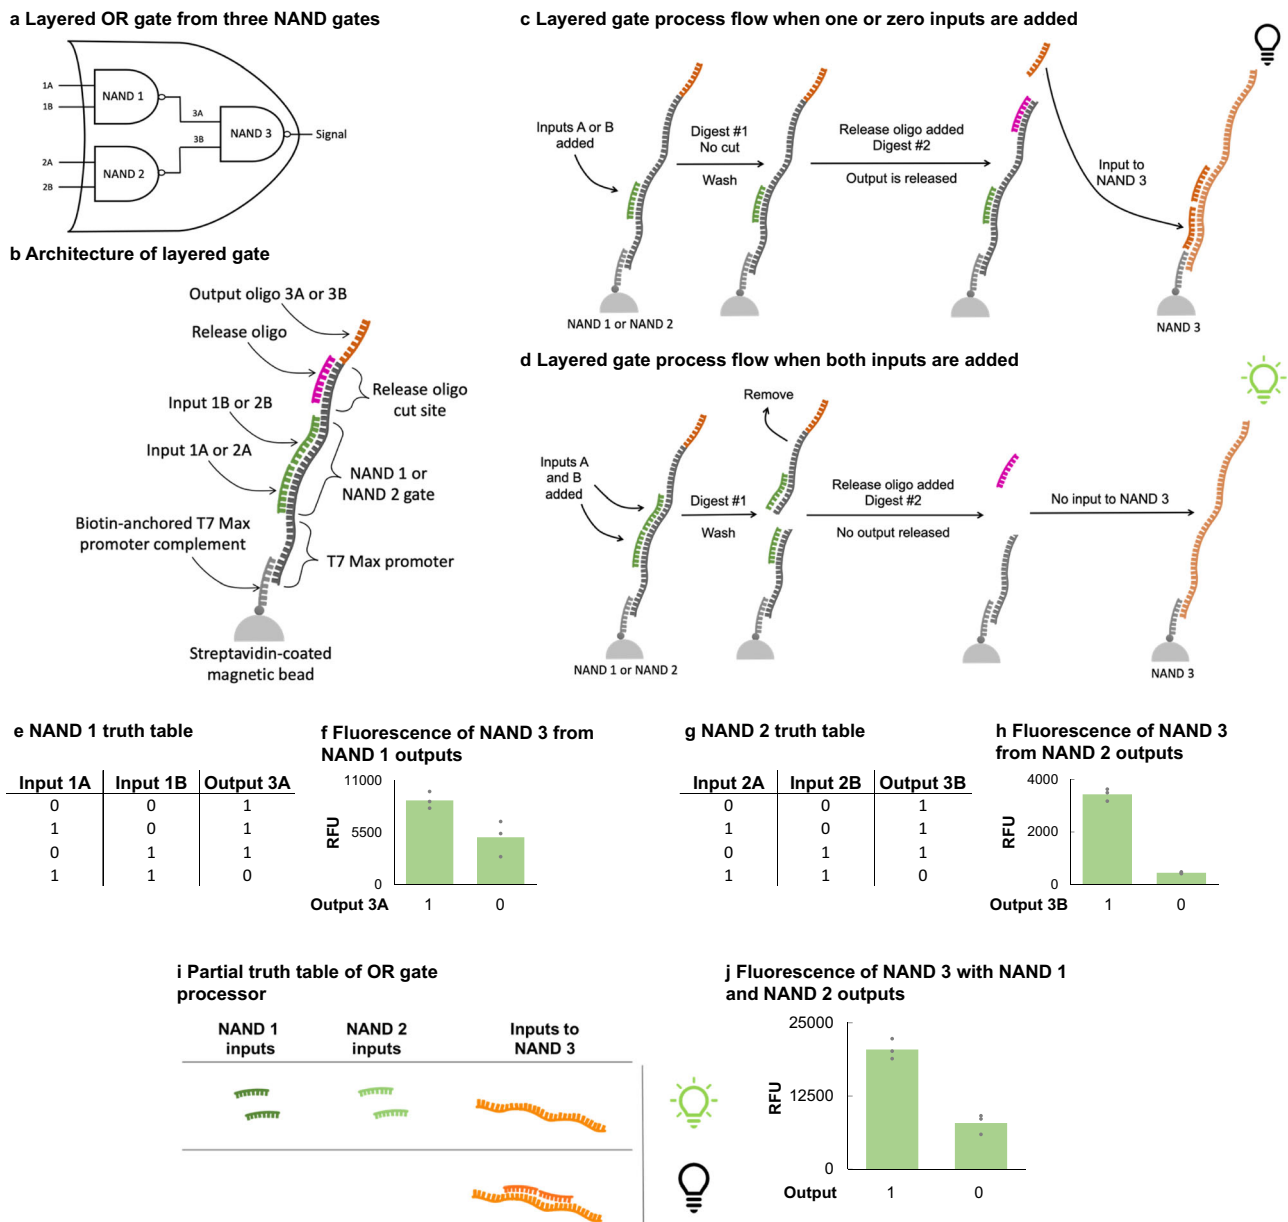 a Layered OR gate from three NAND gates
1A
1B
NAND 1
3A
NAND 3
Signal
3B
2A
2B
NAND 2
b Architecture of layered gate
Output oligo 3A or 3B
Release oligo
Release oligo
cut site
Input 1B or 2B
Input 1A or 2A
NAND 1 or
NAND 2 gate
Biotin-anchored T7 Max
promoter complement
T7 Max promoter
Streptavidin-coated
magnetic bead
c Layered gate process flow when one or zero inputs are added
Inputs A or B
added
Digest #1
No cut
Wash
Release oligo added
Digest #2
Output is released
Input to
NAND 3
NAND 1 or NAND 2
NAND 3
d Layered gate process flow when both inputs are added
Remove
Inputs A
and B
added
Digest #1
Wash
Release oligo added
Digest #2
No output released
No input to NAND 3
NAND 1 or NAND 2
NAND 3
e NAND 1 truth table
Input 1A Input 1B Output 3A
0 0 1
1 0 1
0 1 1
1 1 0
f Fluorescence of NAND 3 from
NAND 1 outputs
11000
5500
0
RFU
Output 3A 1 0
g NAND 2 truth table
Input 2A Input 2B Output 3B
0 0 1
1 0 1
0 1 1
1 1 0
h Fluorescence of NAND 3
from NAND 2 outputs
4000
2000
0
RFU
Output 3B 1 0
i Partial truth table of OR gate
processor
NAND 1
inputs
NAND 2
inputs
Inputs to
NAND 3
j Fluorescence of NAND 3 with NAND 1
and NAND 2 outputs
25000
12500
0
RFU
Output 1 0